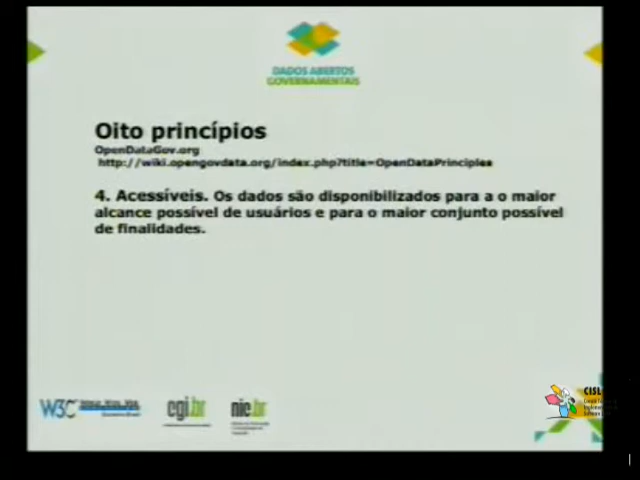 DADOS ABERTOS
GOVERNAMENTAIS
Oito princípios
OpenDataGov.org
http://wiki.opengovdata.org/index.php?title=OpenDataPrinciples
4. Acessíveis. Os dados são disponibilizados para a o maior
alcance possível de usuários e para o maior conjunto possível
de finalidades.
W3C
cgi.br
nic.br
CISL